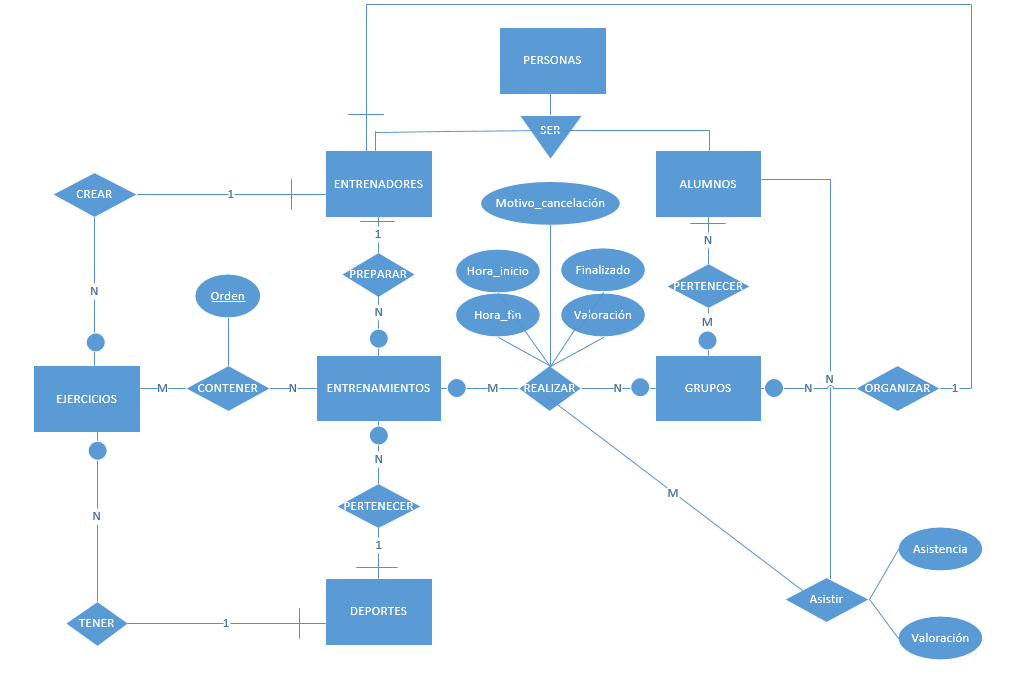 PERSONAS
SER
ENTRENADORES
ALUMNOS
CREAR
1
Motivo_cancelación
1
N
PREPARAR
Hora_inicio
Finalizado
PERTENECER
N
Orden
N
Hora_fin
Valoración
M
EJERCICIOS
M
CONTENER
N
ENTRENAMIENTOS
M
REALIZAR
N
GRUPOS
N
N
ORGANIZAR
1
N
M
N
PERTENECER
1
Asistencia
Asistir
DEPORTES
TENER
1
Valoración